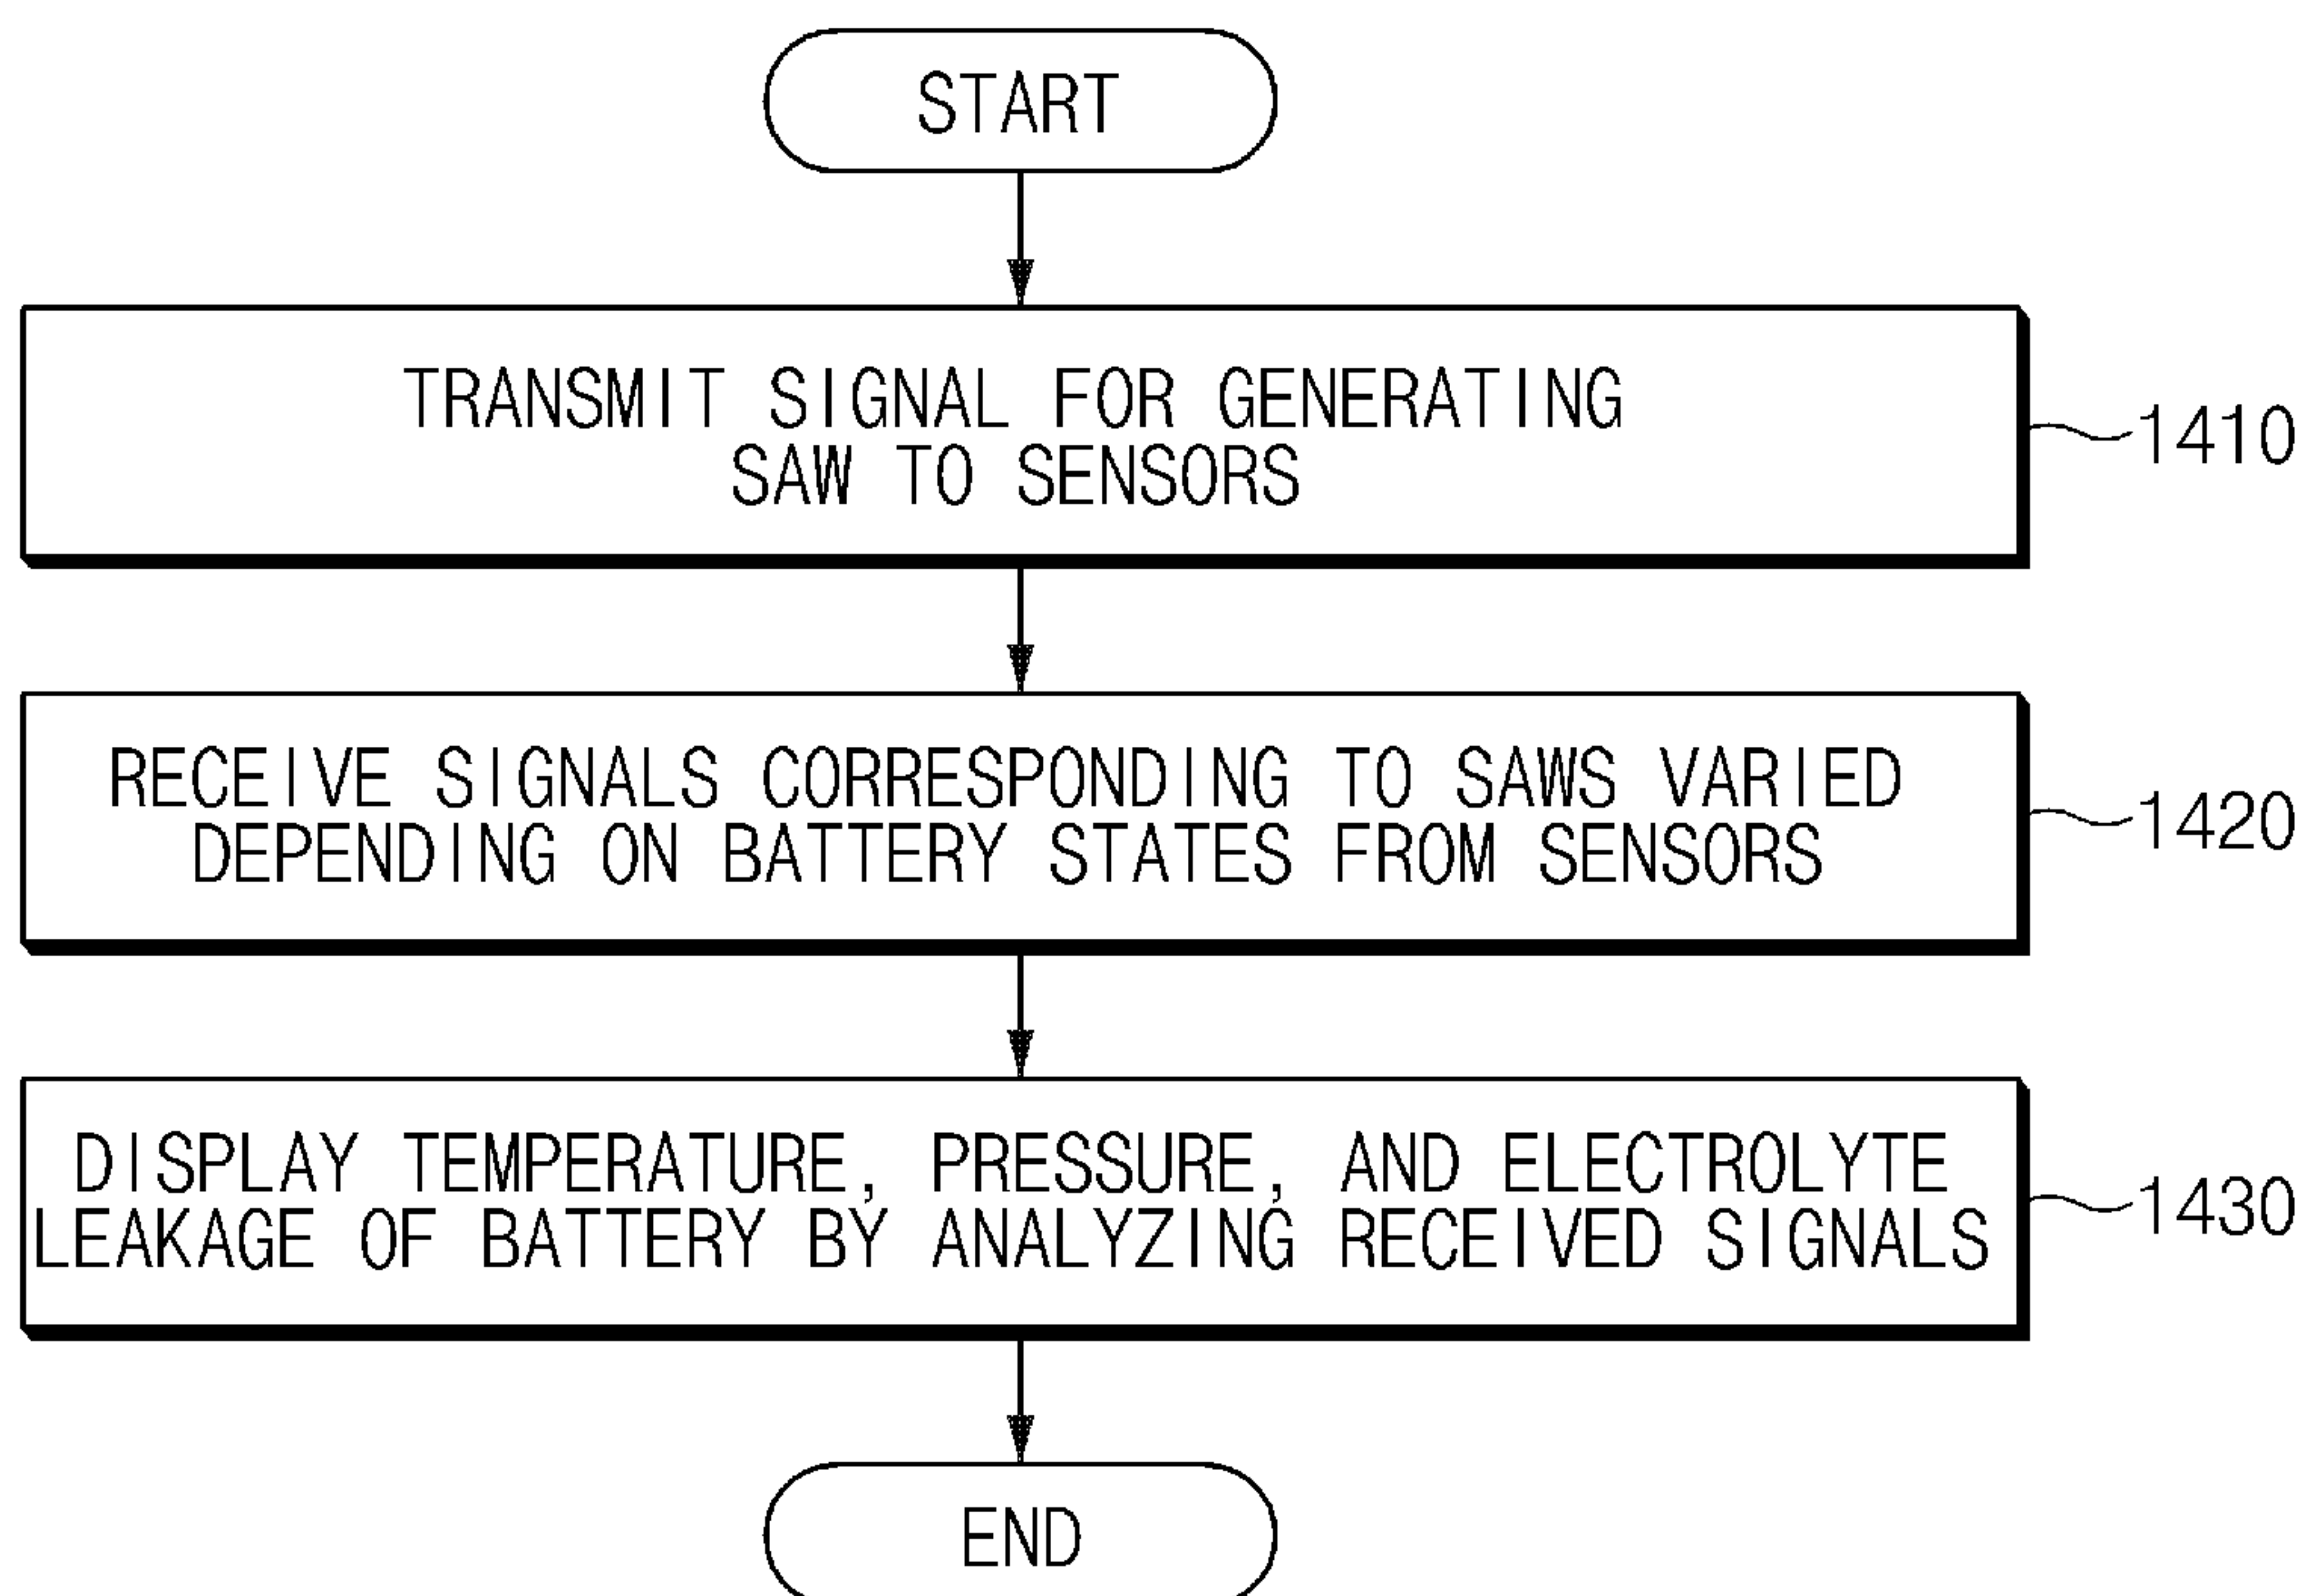 START
TRANSMIT SIGNAL FOR GENERATING
SAW TO SENSORS
1410
RECEIVE SIGNALS CORRESPONDING TO SAWS VARIED
DEPENDING ON BATTERY STATES FROM SENSORS
1420
DISPLAY TEMPERATURE, PRESSURE, AND ELECTROLYTE
LEAKAGE OF BATTERY BY ANALYZING RECEIVED SIGNALS
1430
END